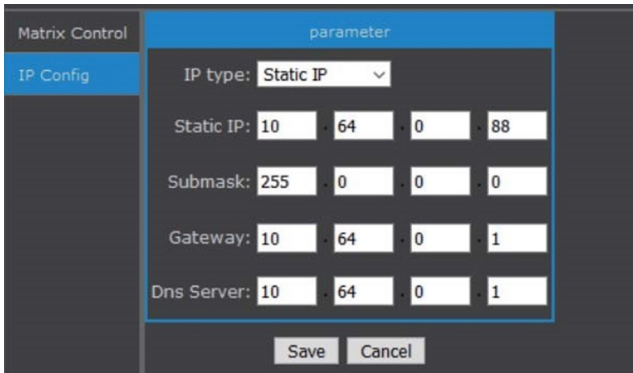 Matrix Control
IP Config
parameter
IP type: Static IP
Static IP: 10 . 64 . 0 . 88
Submask: 255 . 0 . 0 . 0
Gateway: 10 . 64 . 0 . 1
Dns Server: 10 . 64 . 0 . 1
Save Cancel